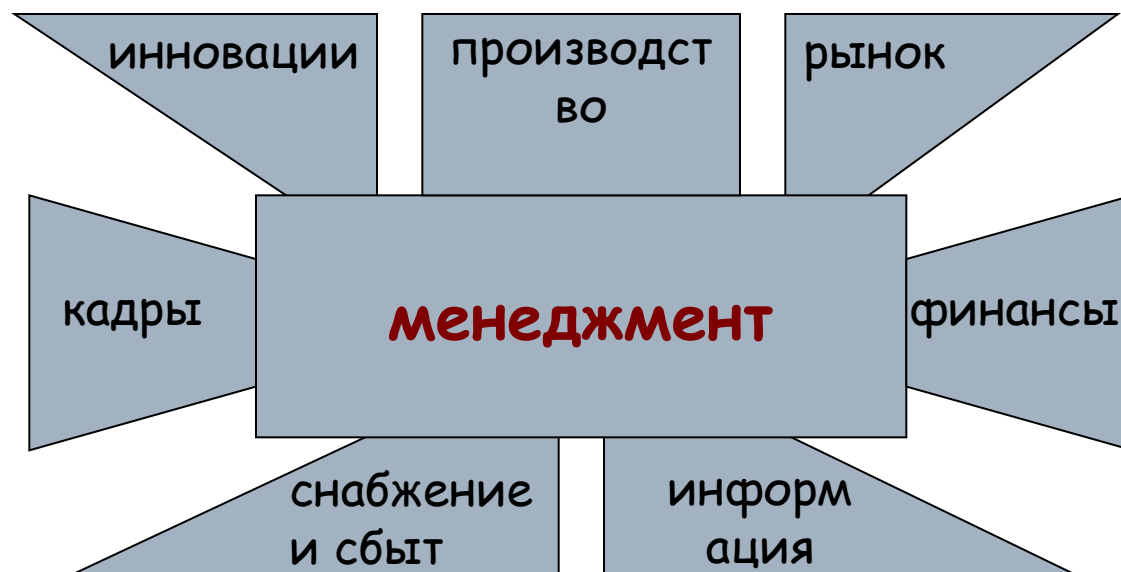 инновации
производст
во
рынок
кадры
менеджмент
финансы
снабжение
и сбыт
информ
ация